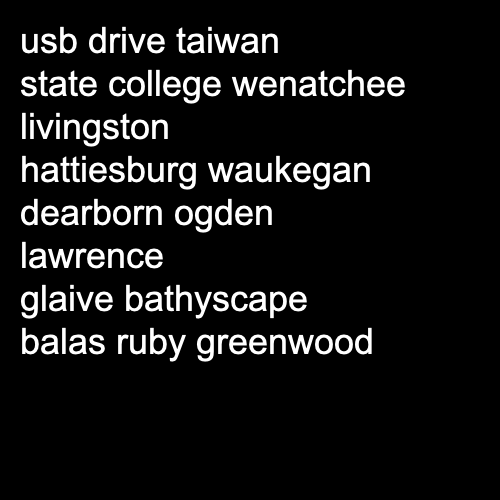 usb drive taiwan
state college wenatchee
livingston
hattiesburg waukegan
dearborn ogden
lawrence
glaive bathyscape
balas ruby greenwood